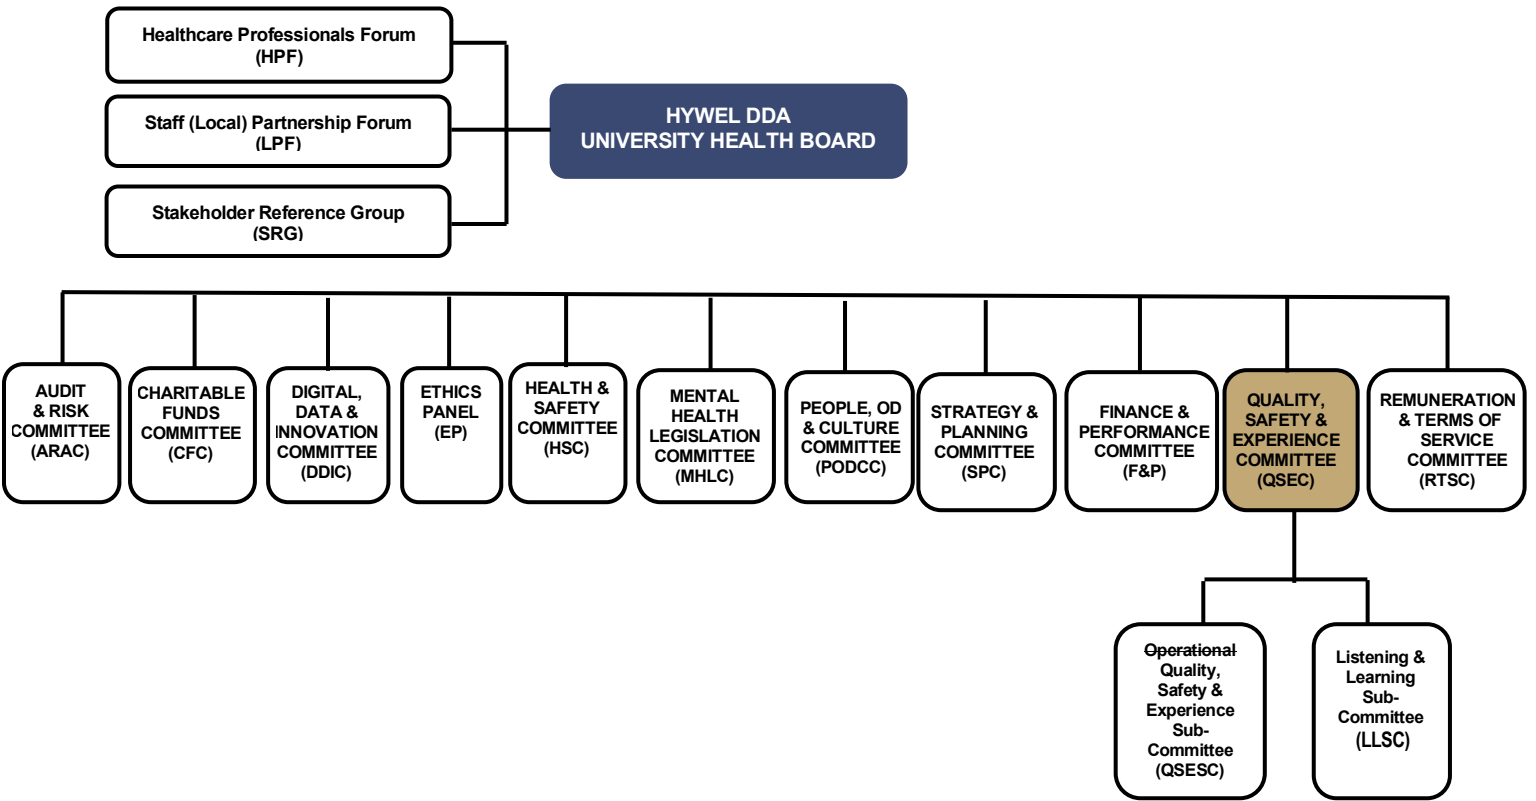 Healthcare Professionals Forum
(HPF)
Staff (Local) Partnership Forum
(LPF)
Stakeholder Reference Group
(SRG)
HYWEL DDA
UNIVERSITY HEALTH BOARD
AUDIT
& RISK
COMMITTEE
(ARAC)
CHARITABLE
FUNDS
COMMITTEE
(CFC)
DIGITAL,
DATA &
INNOVATION
COMMITTEE
(DDIC)
ETHICS
PANEL
(EP)
HEALTH &
SAFETY
COMMITTEE
(HSC)
MENTAL
HEALTH
LEGISLATION
COMMITTEE
(MHLC)
PEOPLE, OD
& CULTURE
COMMITTEE
(PODCC)
STRATEGY &
PLANNING
COMMITTEE
(SPC)
FINANCE &
PERFORMANCE
COMMITTEE
(F&P)
QUALITY,
SAFETY &
EXPERIENCE
COMMITTEE
(QSEC)
REMUNERATION
& TERMS OF
SERVICE
COMMITTEE
(RTSC)
Operational
Quality,
Safety &
Experience
Sub-
Committee
(QSESC)
Listening &
Learning
Sub-
Committee
(LLSC)